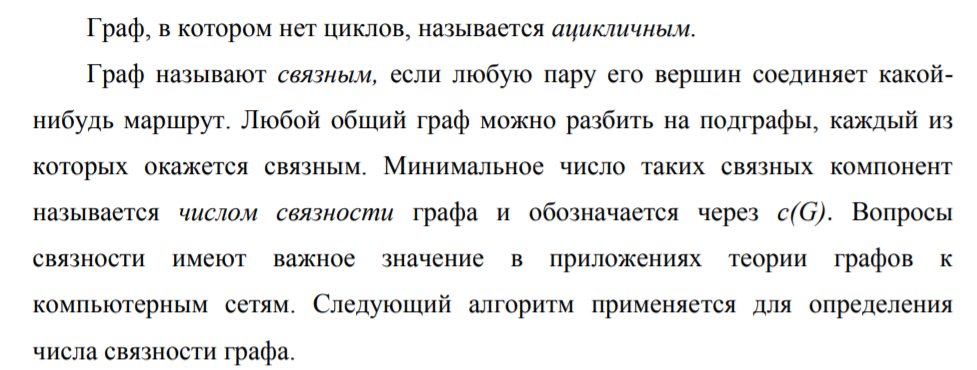 Граф, в котором нет циклов, называется ацикличным.
Граф называют связным, если любую пару его вершин соединяет какой-
нибудь маршрут. Любой общий граф можно разбить на подграфы, каждый из
которых окажется связным. Минимальное число таких связных компонент
называется числом связности графа и обозначается через c(G). Вопросы
связности имеют важное значение в приложениях теории графов к
компьютерным сетям. Следующий алгоритм применяется для определения
числа связности графа.